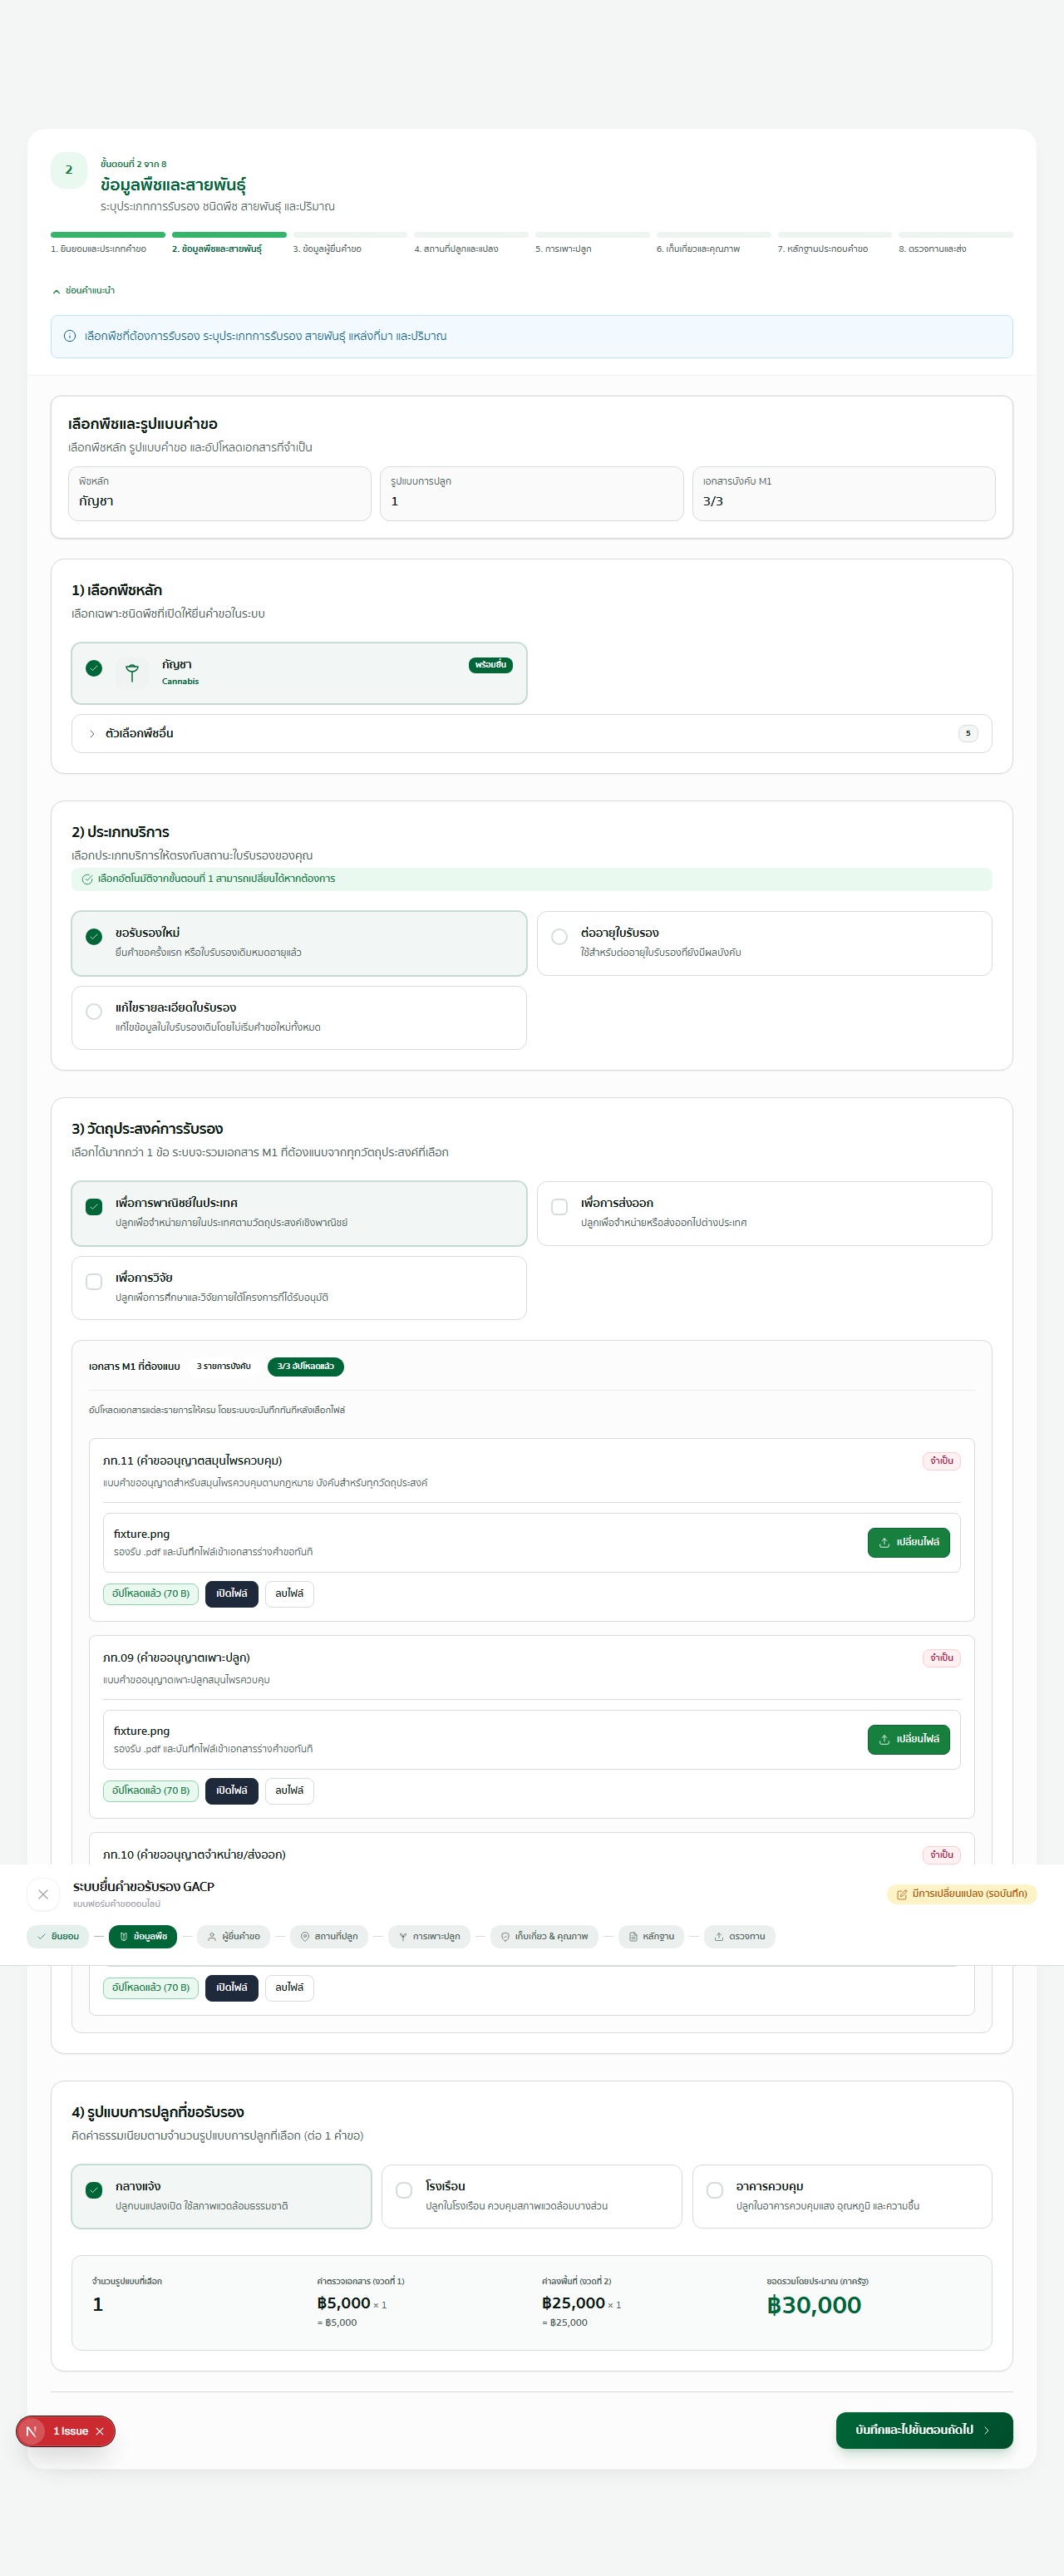 2
ขั้นตอนที่ 2 จาก 8
ข้อมูลพืชและสายพันธุ์
ระบุประเภทการรับรอง ชนิดพืช สายพันธุ์ และปริมาณ
1. ยินยอมและประเภทคำขอ
2. ข้อมูลพืชและสายพันธุ์
3. ข้อมูลผู้ยื่นคำขอ
4. สถานที่ปลูกและแปลง
5. การเพาะปลูก
6. เก็บเกี่ยวและคุณภาพ
7. หลักฐานประกอบคำขอ
8. ตรวจทานและส่ง
ซ่อนคำแนะนำ
เลือกพืชที่ต้องการรับรอง ระบุประเภทการรับรอง สายพันธุ์ แหล่งที่มา และปริมาณ
เลือกพืชและรูปแบบคำขอ
เลือกพืชหลัก รูปแบบคำขอ และอัปโหลดเอกสารที่จำเป็น
พืชหลัก
กัญชา
รูปแบบการปลูก
1
เอกสารบังคับ M1
3/3
1) เลือกพืชหลัก
เลือกเฉพาะชนิดพืชที่เปิดให้ยื่นคำขอในระบบ
กัญชา
Cannabis
พร้อมยื่น
ตัวเลือกพืชอื่น
5
2) ประเภทบริการ
เลือกประเภทบริการให้ตรงกับสถานะใบรับรองของคุณ
เลือกอัตโนมัติจากขั้นตอนที่ 1 สามารถเปลี่ยนได้หากต้องการ
ขอรับรองใหม่
ยื่นคำขอครั้งแรก หรือใบรับรองเดิมหมดอายุแล้ว
ต่ออายุใบรับรอง
ใช้สำหรับต่ออายุใบรับรองที่ยังมีผลบังคับ
แก้ไขรายละเอียดใบรับรอง
แก้ไขข้อมูลในใบรับรองเดิมโดยไม่เริ่มคำขอใหม่ทั้งหมด
3) วัตถุประสงค์การรับรอง
เลือกได้มากกว่า 1 ข้อ ระบบจะรวมเอกสาร M1 ที่ต้องแนบจากทุกวัตถุประสงค์ที่เลือก
เพื่อการพาณิชย์ในประเทศ
ปลูกเพื่อจำหน่ายภายในประเทศตามวัตถุประสงค์เชิงพาณิชย์
เพื่อการส่งออก
ปลูกเพื่อจำหน่ายหรือส่งออกไปต่างประเทศ
เพื่อการวิจัย
ปลูกเพื่อการศึกษาและวิจัยภายใต้โครงการที่ได้รับอนุมัติ
เอกสาร M1 ที่ต้องแนบ
3 รายการบังคับ
3/3 อัปโหลดแล้ว
อัปโหลดเอกสารแต่ละรายการให้ครบ โดยระบบจะบันทึกทันทีหลังเลือกไฟล์
ภท.11 (คำขออนุญาตสมุนไพรควบคุม)
จำเป็น
แบบคำขออนุญาตสำหรับสมุนไพรควบคุมตามกฎหมาย บังคับสำหรับทุกวัตถุประสงค์
fixture.png
รองรับ .pdf และบันทึกไฟล์เข้าเอกสารร่างคำขอทันที
เปลี่ยนไฟล์
อัปโหลดแล้ว (70 B)
เปิดไฟล์
ลบไฟล์
ภท.09 (คำขออนุญาตเพาะปลูก)
จำเป็น
แบบคำขออนุญาตเพาะปลูกสมุนไพรควบคุม
fixture.png
รองรับ .pdf และบันทึกไฟล์เข้าเอกสารร่างคำขอทันที
เปลี่ยนไฟล์
อัปโหลดแล้ว (70 B)
เปิดไฟล์
ลบไฟล์
ภท.10 (คำขออนุญาตจำหน่าย/ส่งออก)
จำเป็น
ระบบยื่นคำขอรับรอง GACP
แบบฟอร์มคำขอออนไลน์
มีการเปลี่ยนแปลง (รอบันทึก)
ยินยอม
ข้อมูลพืช
ผู้ยื่นคำขอ
สถานที่ปลูก
การเพาะปลูก
เก็บเกี่ยว & คุณภาพ
หลักฐาน
ตรวจทาน
อัปโหลดแล้ว (70 B)
เปิดไฟล์
ลบไฟล์
4) รูปแบบการปลูกที่ขอรับรอง
คิดค่าธรรมเนียมตามจำนวนรูปแบบการปลูกที่เลือก (ต่อ 1 คำขอ)
กลางแจ้ง
ปลูกบนแปลงเปิด ใช้สภาพแวดล้อมธรรมชาติ
โรงเรือน
ปลูกในโรงเรือน ควบคุมสภาพแวดล้อมบางส่วน
อาคารควบคุม
ปลูกในอาคารควบคุมแสง อุณหภูมิ และความชื้น
จำนวนรูปแบบที่เลือก
1
ค่าตรวจเอกสาร (งวดที่ 1)
฿5,000 × 1
= ฿5,000
ค่าลงพื้นที่ (งวดที่ 2)
฿25,000 × 1
= ฿25,000
ยอดรวมโดยประมาณ (ภาครัฐ)
฿30,000
N 1 Issue
บันทึกและไปขั้นตอนถัดไป